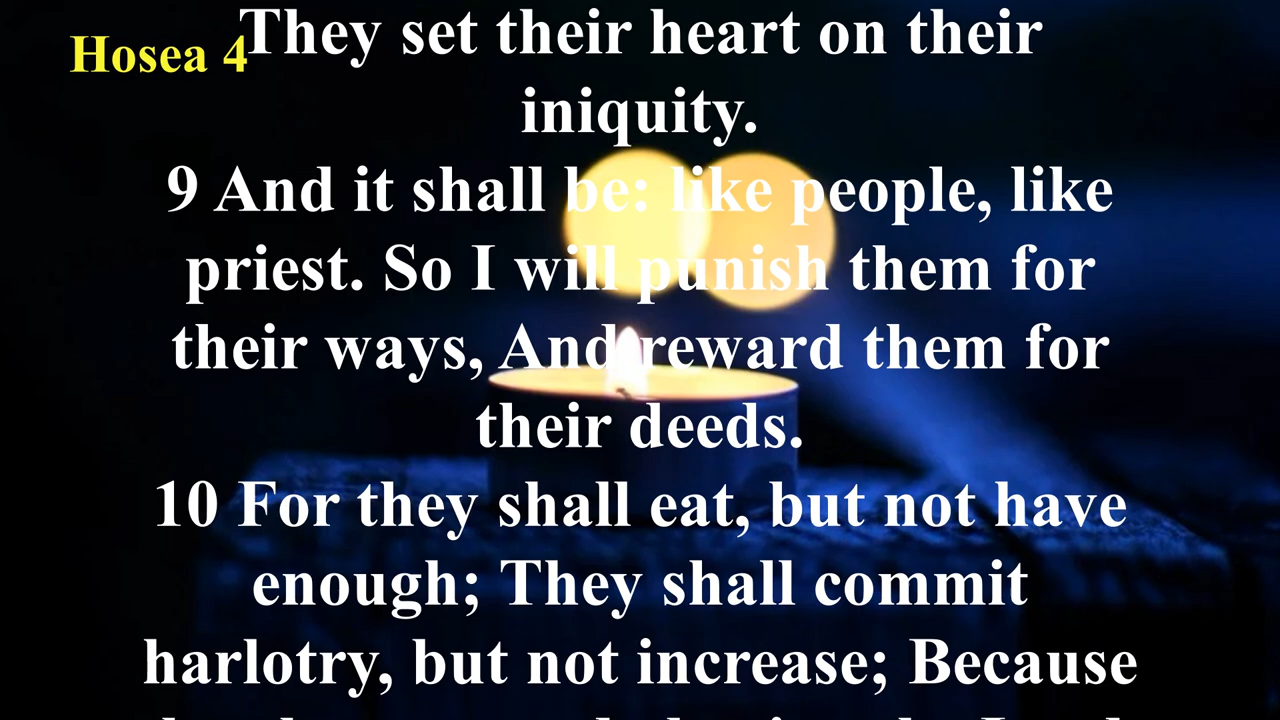 Hosea 4
They set their heart on their
iniquity.
9 And it shall be: like people, like
priest. So I will punish them for
their ways, And reward them for
their deeds.
10 For they shall eat, but not have
enough; They shall commit
harlotry, but not increase; Because